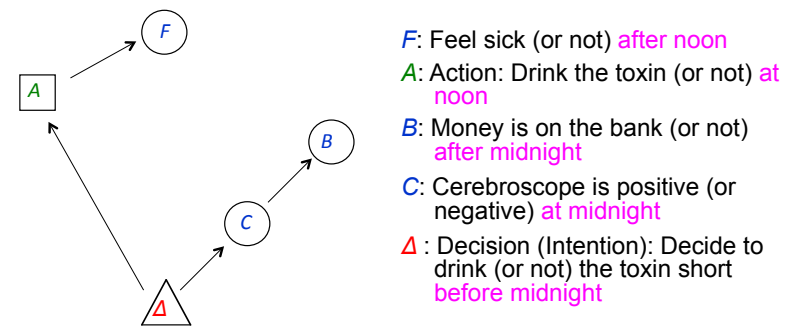 F
A
B
C
Δ
F: Feel sick (or not) after noon
A: Action: Drink the toxin (or not) at
noon
B: Money is on the bank (or not)
after midnight
C: Cerebroscope is positive (or
negative) at midnight
Δ : Decision (Intention): Decide to
drink (or not) the toxin short
before midnight